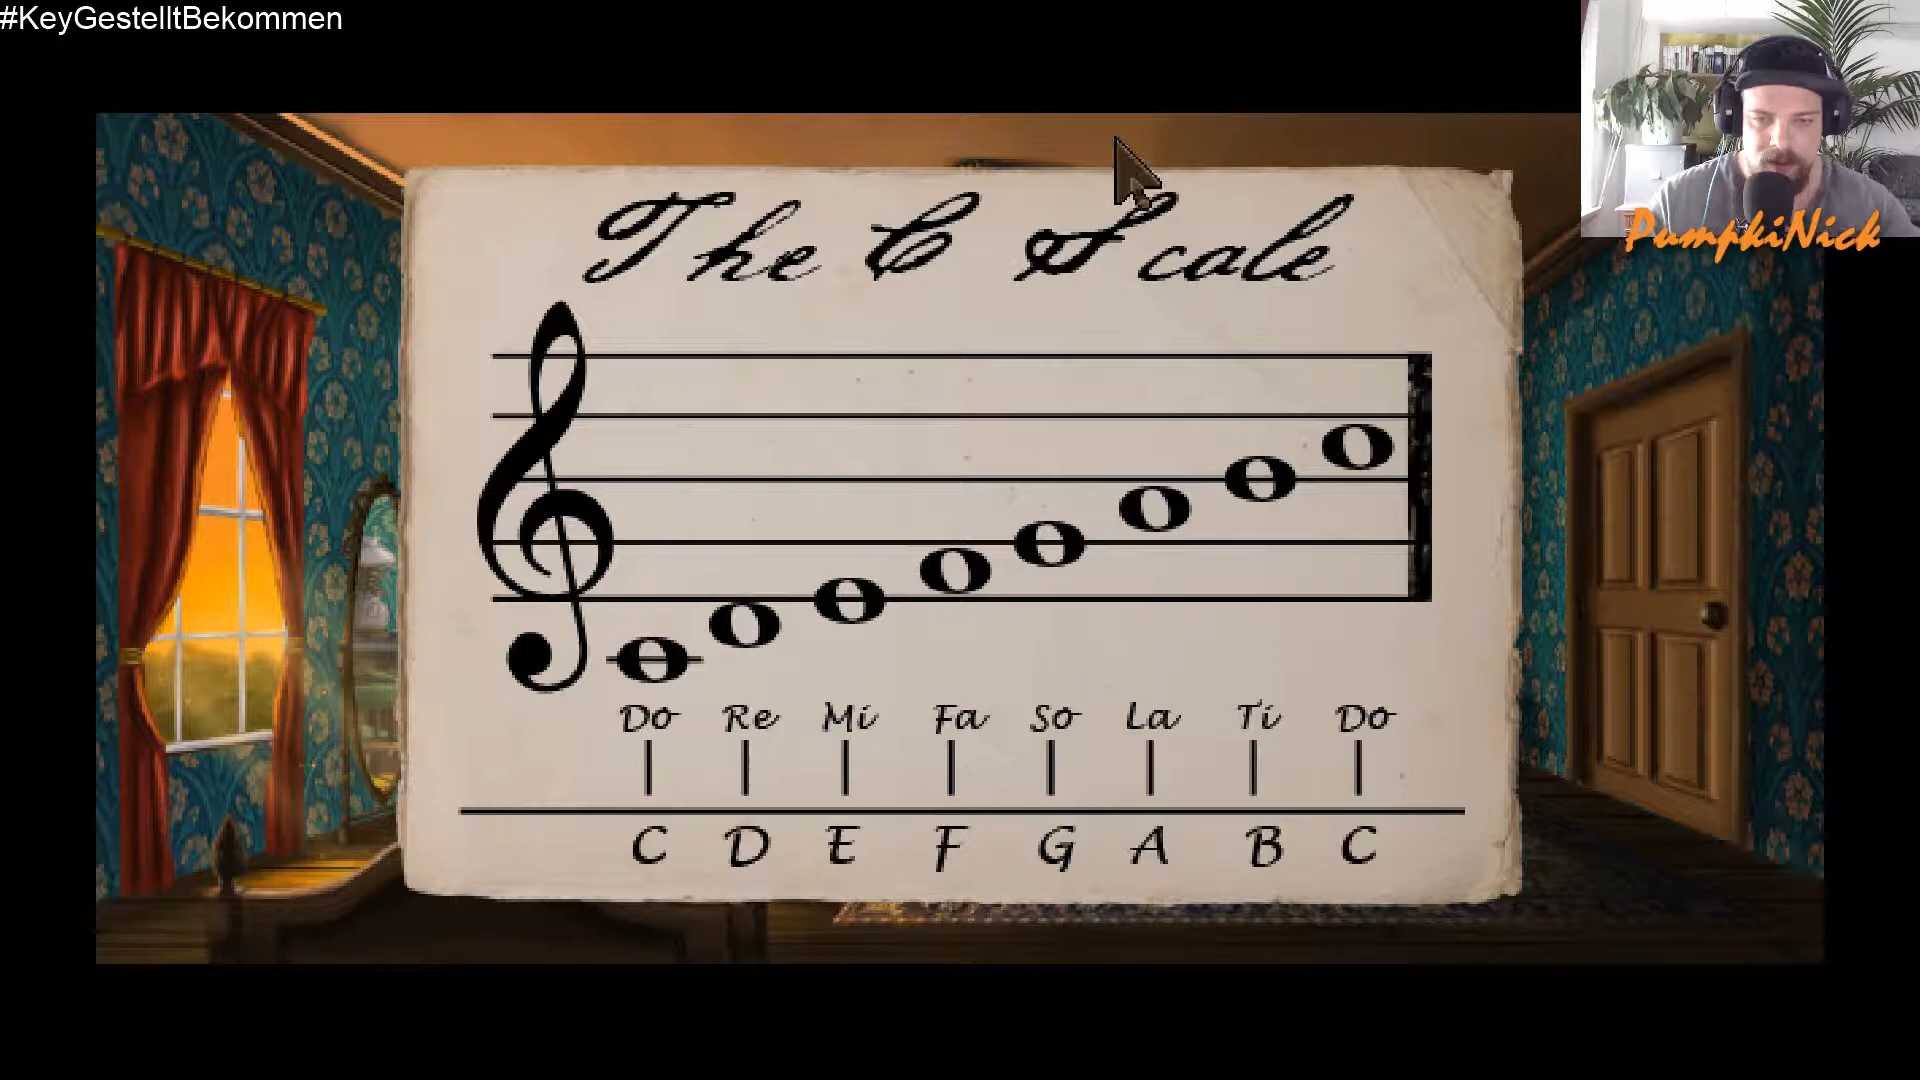 #KeyGestelltBekommen
PumpkiNick
The C Scale
Do Re Mi Fa So La Ti Do
C D E F G A B C